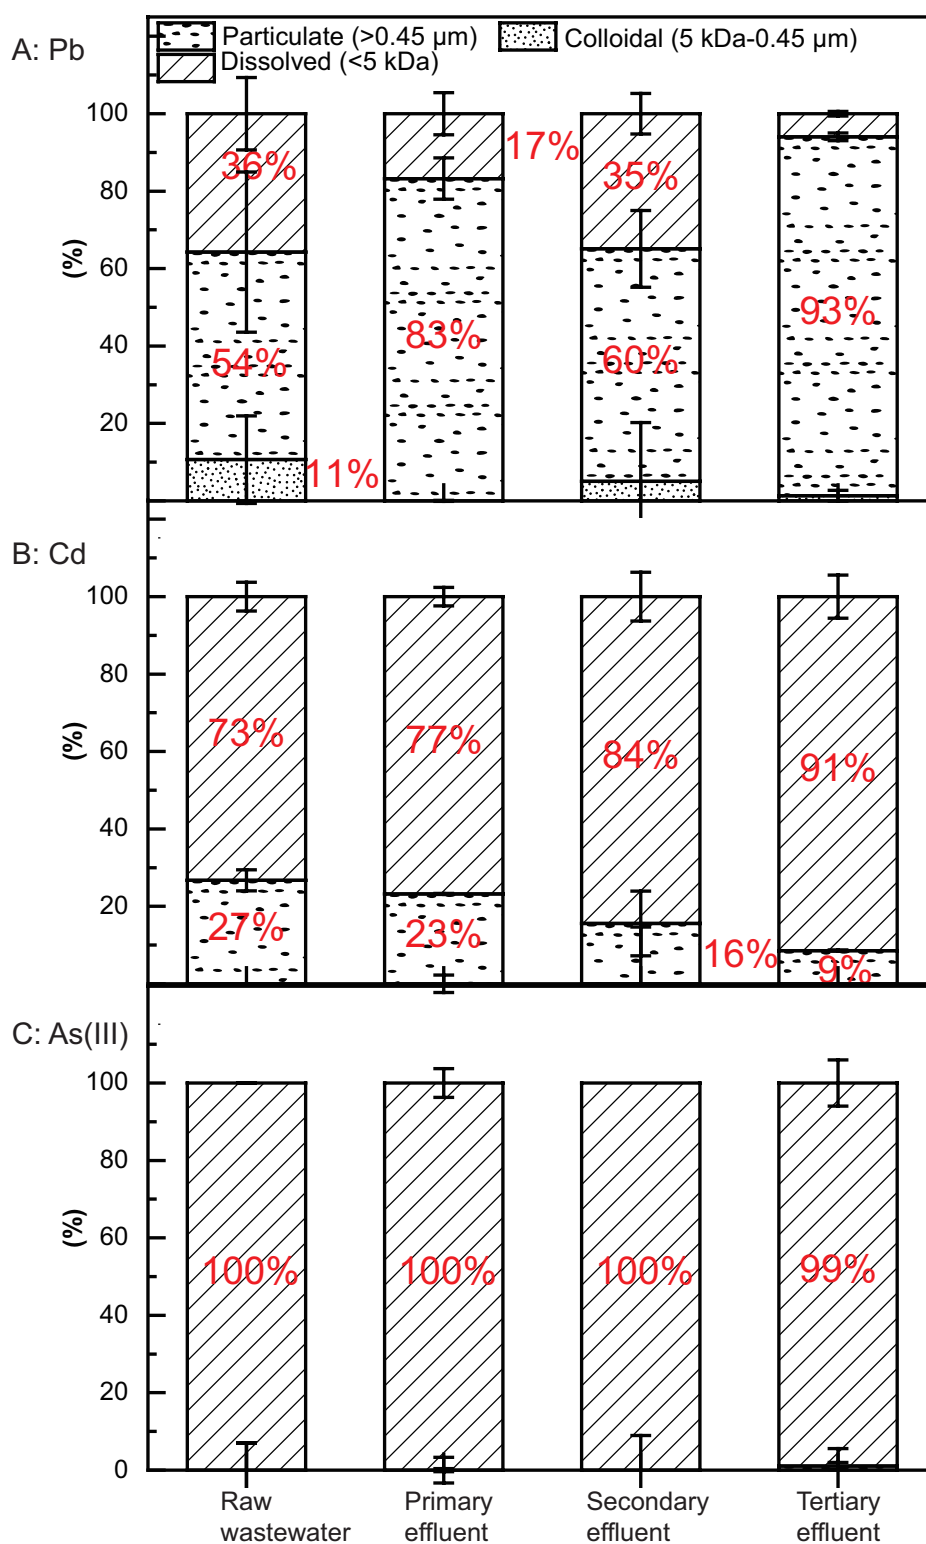 A: Pb
Particulate (>0.45 µm)
Colloidal (5 kDa-0.45 µm)
Dissolved (<5 kDa)
100
80
60
40
20
(%)
36%
17%
35%
54%
83%
60%
93%
11%
B: Cd
100
80
60
40
20
(%)
73%
77%
84%
91%
27%
23%
16%
9%
C: As(III)
100
80
60
40
20
0
(%)
100%
100%
100%
99%
Raw
wastewater
Primary
effluent
Secondary
effluent
Tertiary
effluent